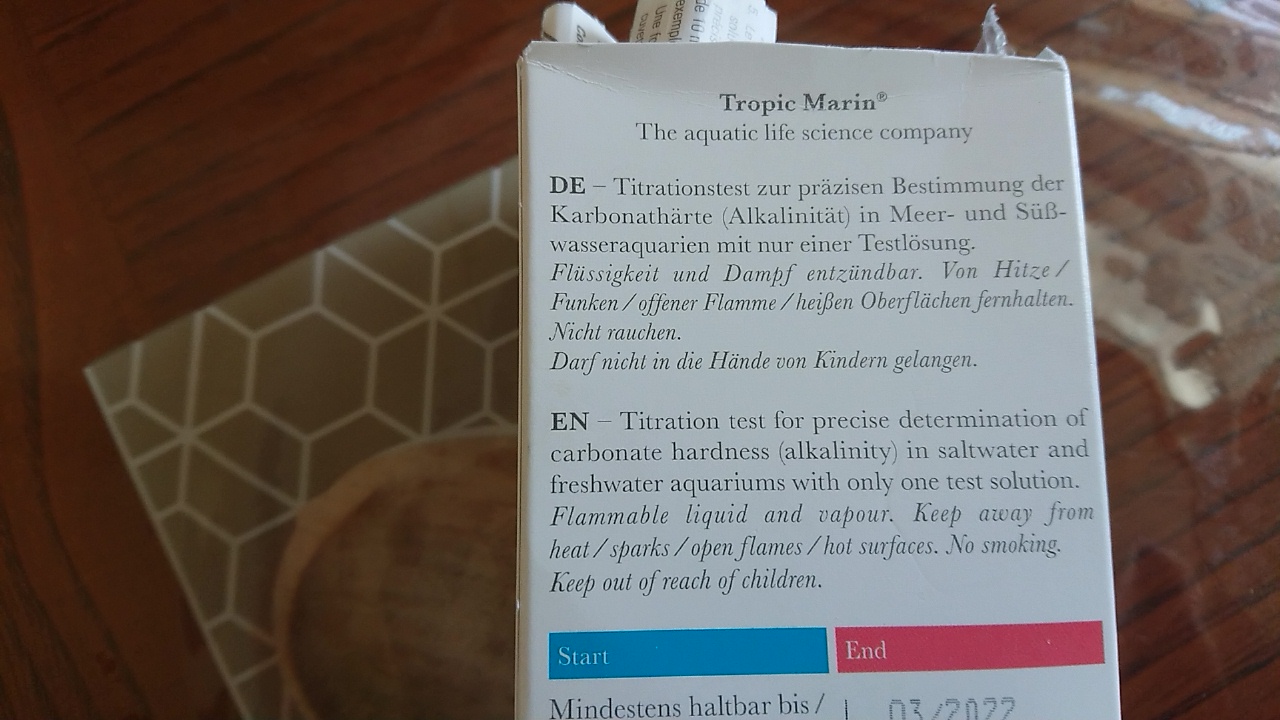 Tropic Marin®
The aquatic life science company
DE – Titrationstest zur präzisen Bestimmung der
Karbonathärte (Alkalinität) in Meer- und Süß-
wasseraquarien mit nur einer Testlösung.
Flüssigkeit und Dampf entzündbar. Von Hitze /
Funken / offener Flamme / heißen Oberflächen fernhalten.
Nicht rauchen.
Darf nicht in die Hände von Kindern gelangen.
EN – Titration test for precise determination of
carbonate hardness (alkalinity) in saltwater and
freshwater aquariums with only one test solution.
Flammable liquid and vapour. Keep away from
heat / sparks / open flames / hot surfaces. No smoking.
Keep out of reach of children.
Start
End
Mindestens haltbar bis / 03/2022